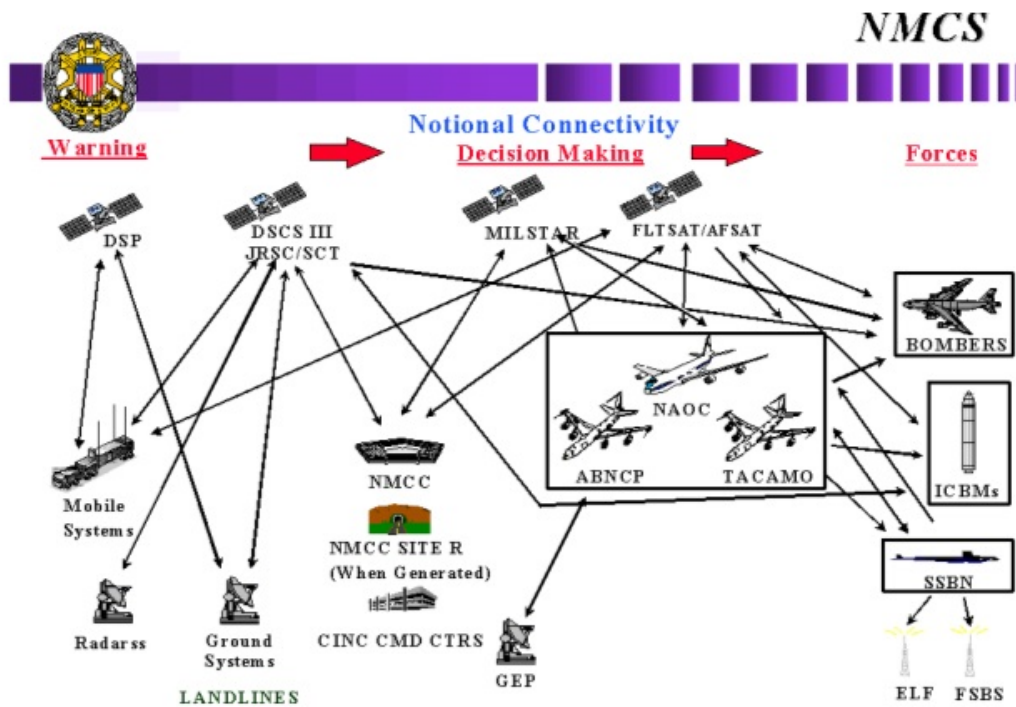 NMCS
Notional Connectivity
Warning
Decision Making
Forces
DSP
DSCS III
JRSC/SCT
MILSTAR
FLTSAT/AFSAT
BOMBERS
NAOC
ABNCP
TACAMO
ICBMs
Mobile
Systems
NMCC
NMCC SITE R
(When Generated)
CINC CMD CTRS
SSBN
Radarss
Ground
Systems
GEP
ELF
FSBS
LANDLINES